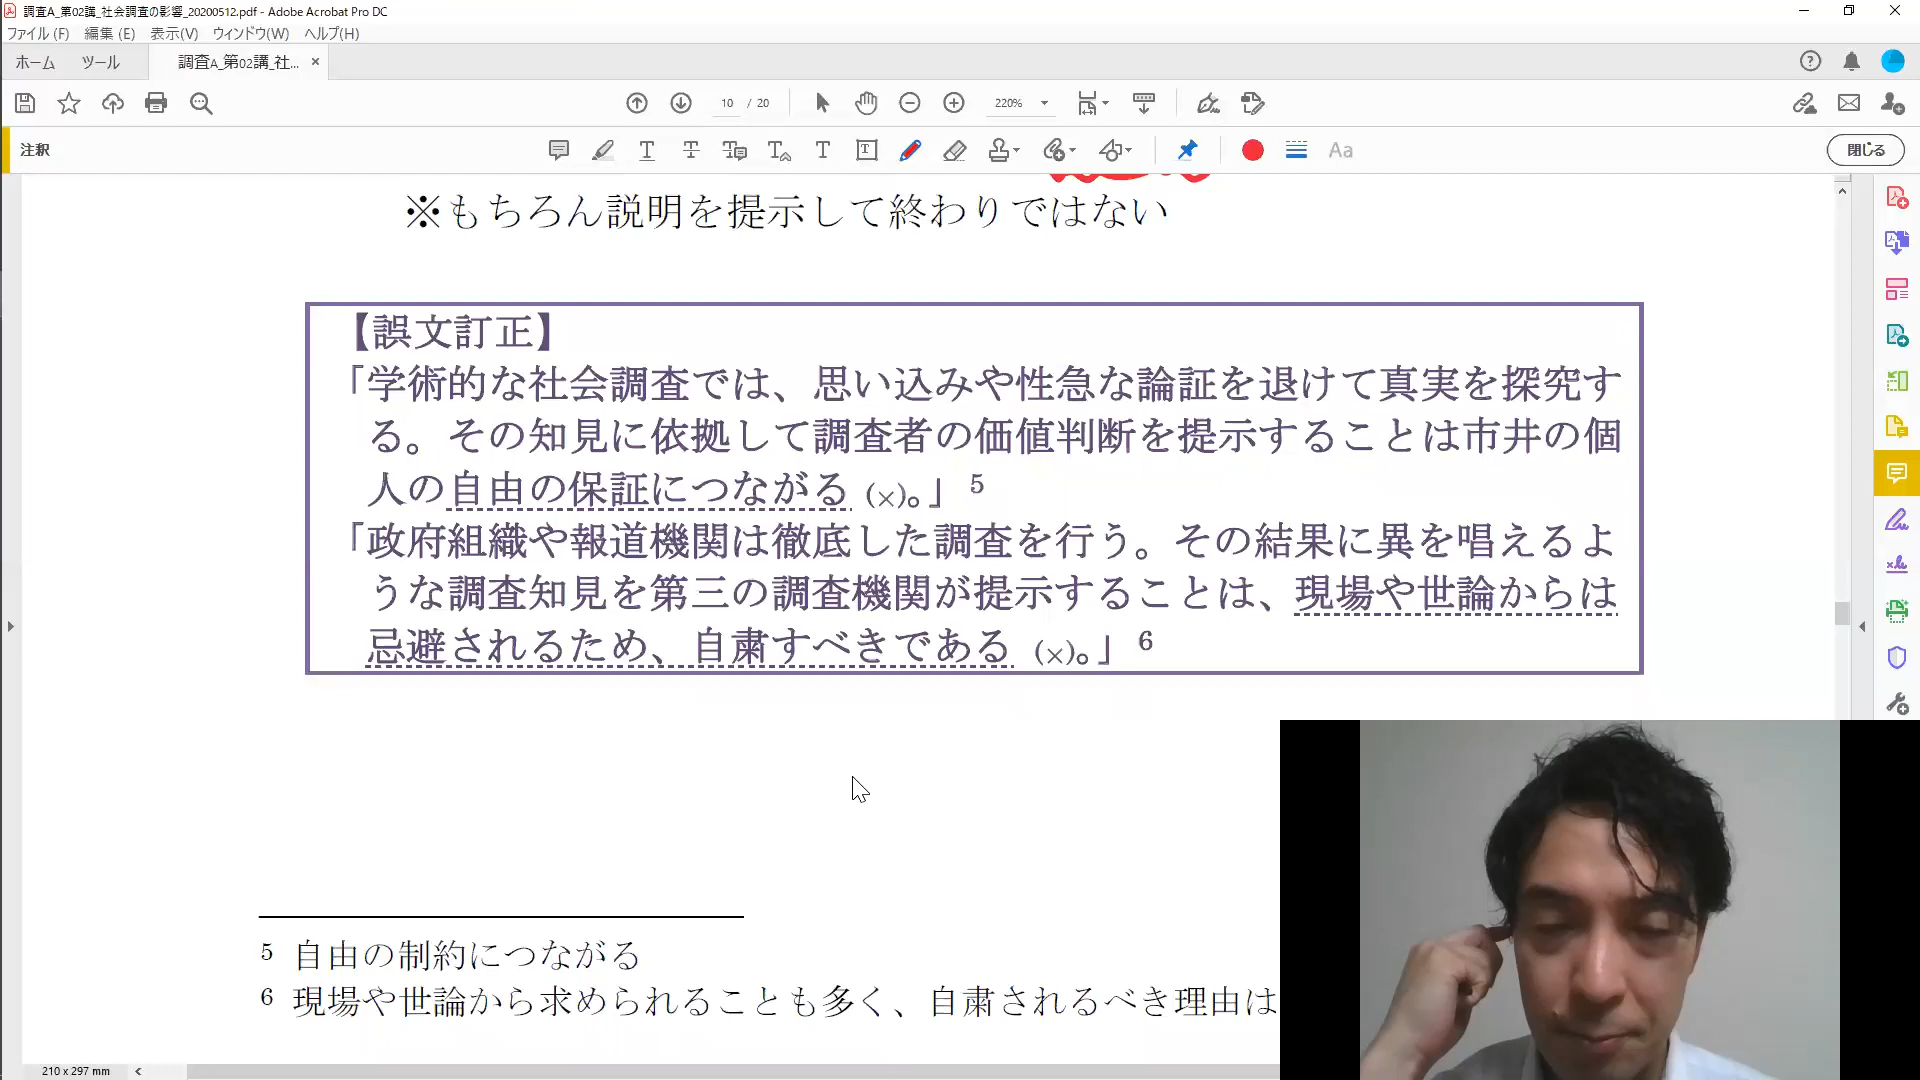 調査A_第02講_社会調査の影響_20200512.pdf - Adobe Acrobat Pro DC
ファイル(F) 編集(E) 表示(V) ウィンドウ(W) ヘルプ(H)
ホーム ツール 調査A_第02講_社... ×
10 / 20 220%
注釈 Aa 閉じる
※もちろん説明を提示して終わりではない
【誤文訂正】
「学術的な社会調査では、思い込みや性急な論証を退けて真実を探究す
る。その知見に依拠して調査者の価値判断を提示することは市井の個
人の自由の保証につながる (×)。」 5
「政府組織や報道機関は徹底した調査を行う。その結果に異を唱えるよ
うな調査知見を第三の調査機関が提示することは、現場や世論からは
忌避されるため、自粛すべきである (×)。」 6
5 自由の制約につながる
6 現場や世論から求められることも多く、自粛されるべき理由は
210 x 297 mm